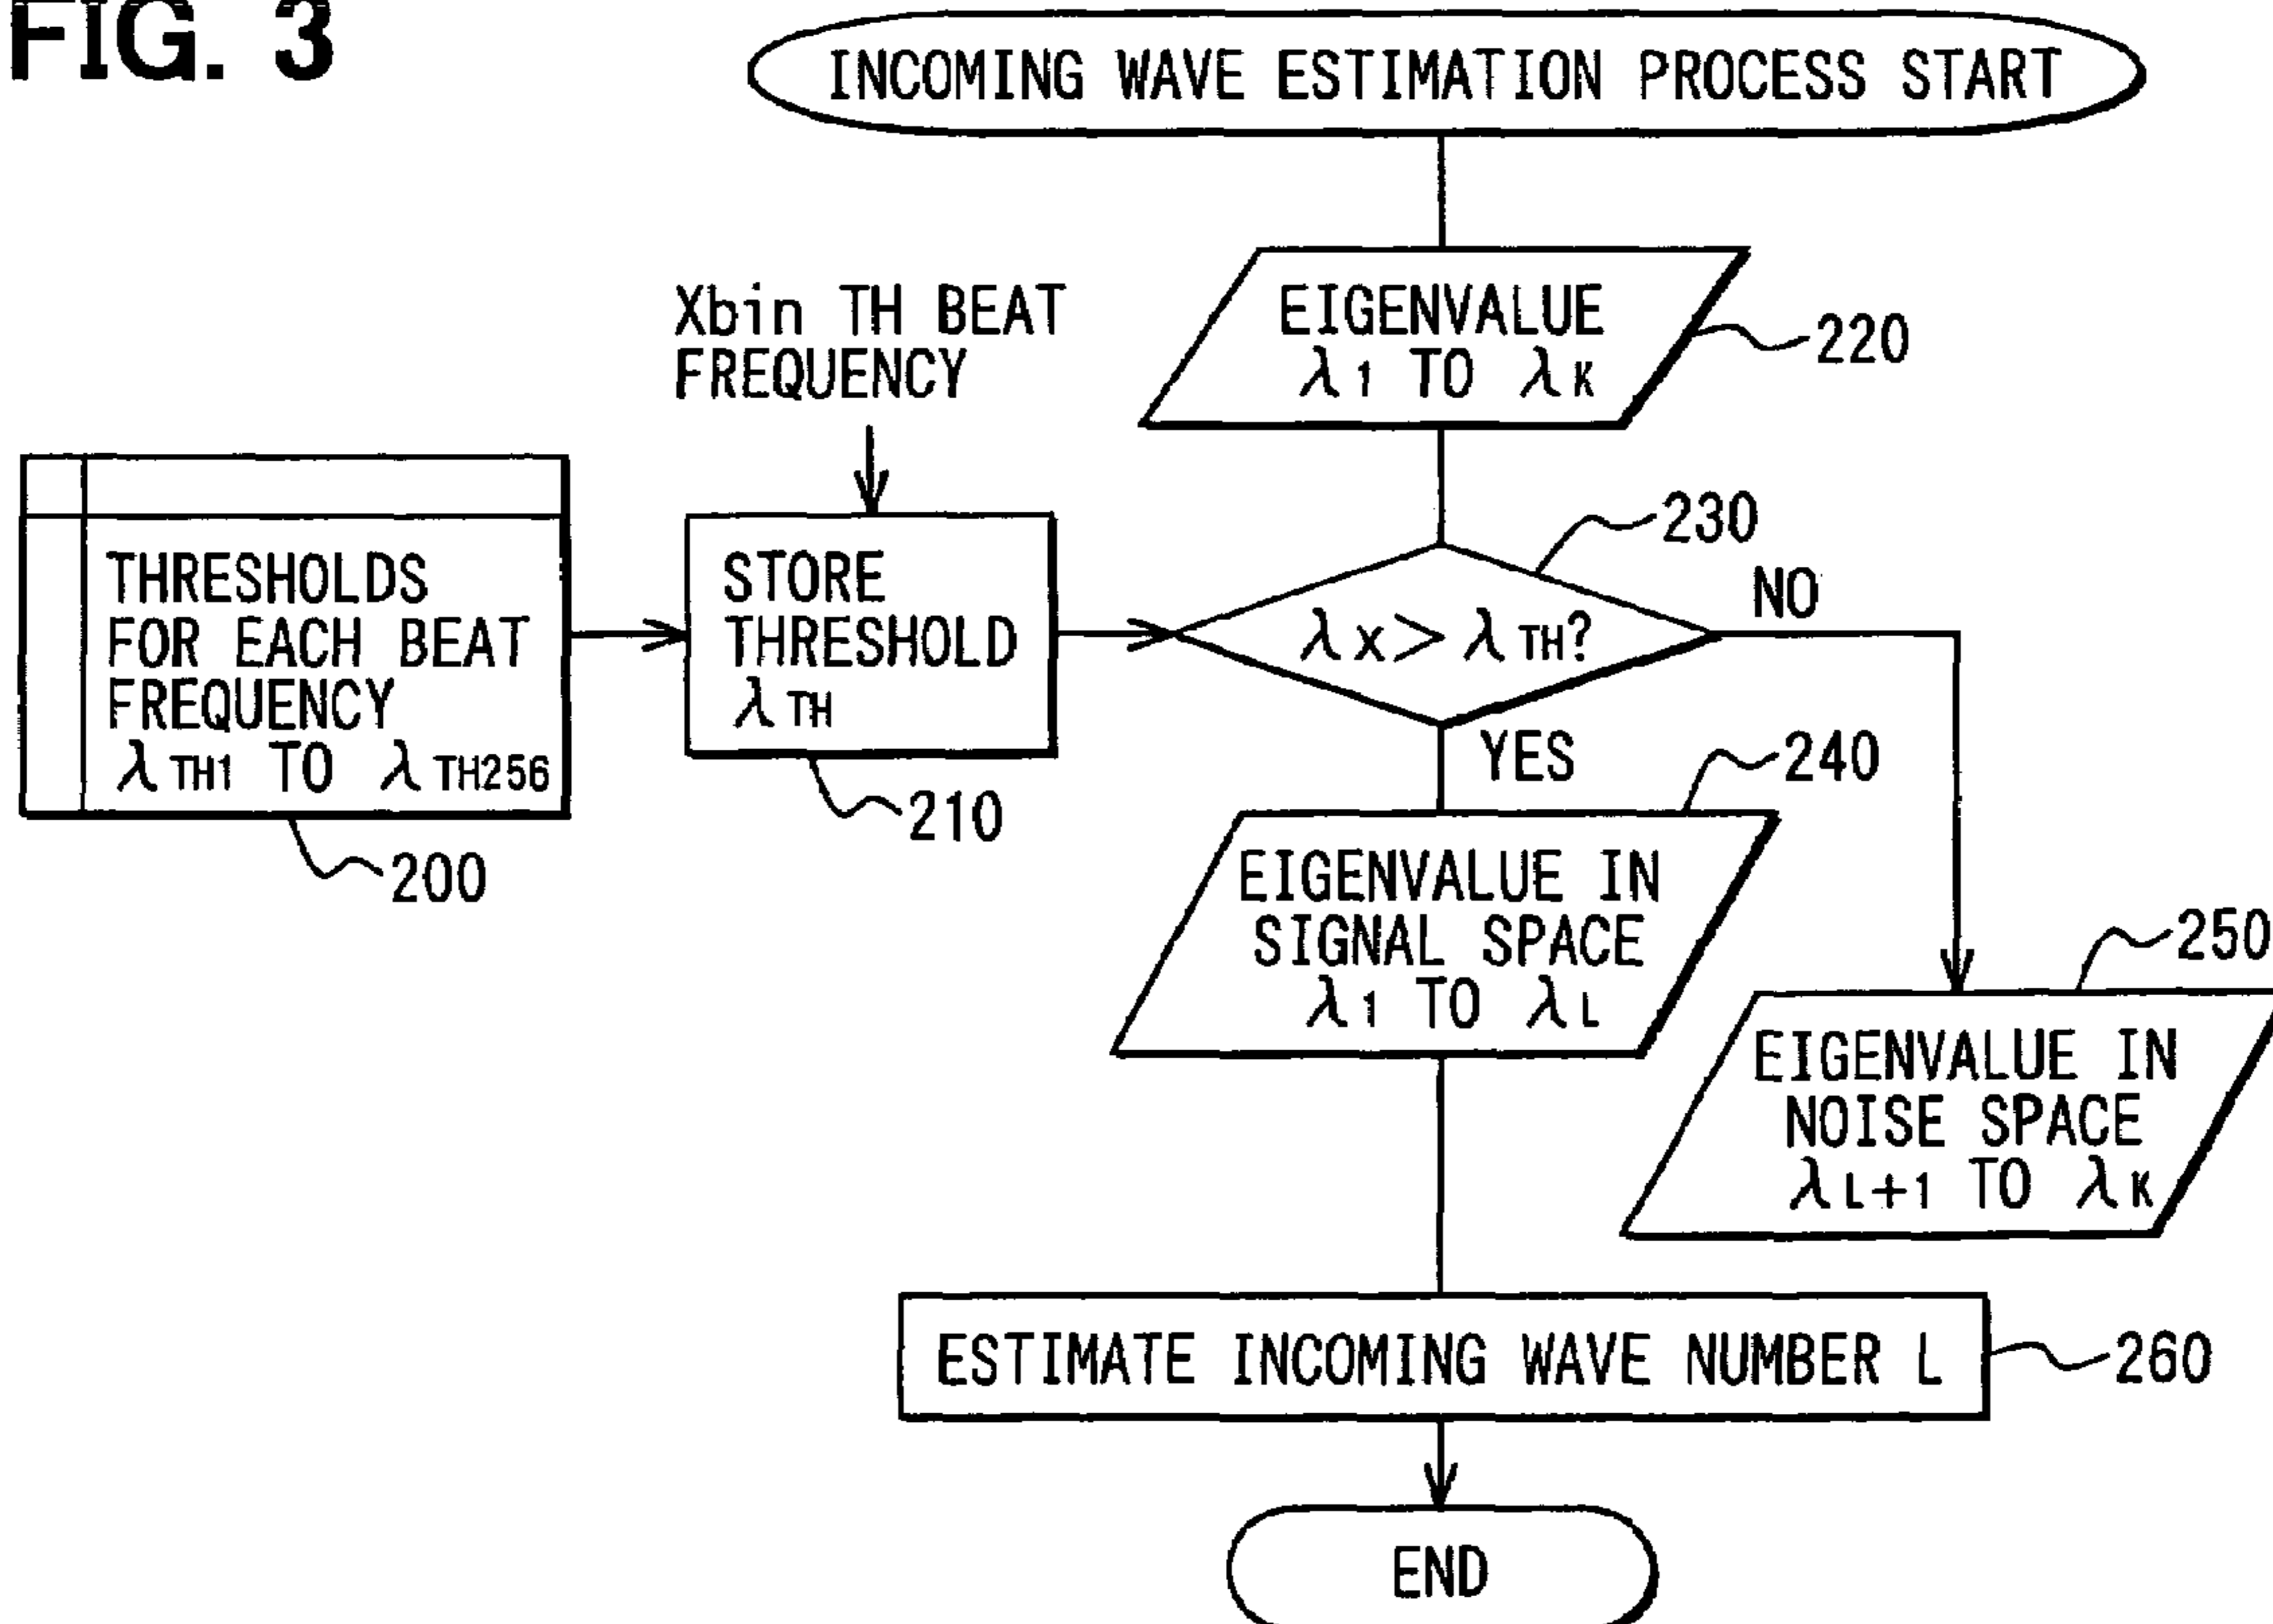 FIG. 3
INCOMING WAVE ESTIMATION PROCESS START
EIGENVALUE
λ1 TO λK
220
Xbin TH BEAT
FREQUENCY
THRESHOLDS
FOR EACH BEAT
FREQUENCY
λTH1 TO λTH256
200
STORE
THRESHOLD
λTH
210
230
λX> λTH?
NO
YES
240
EIGENVALUE IN
SIGNAL SPACE
λ1 TO λL
250
EIGENVALUE IN
NOISE SPACE
λL+1 TO λK
ESTIMATE INCOMING WAVE NUMBER L
260
END